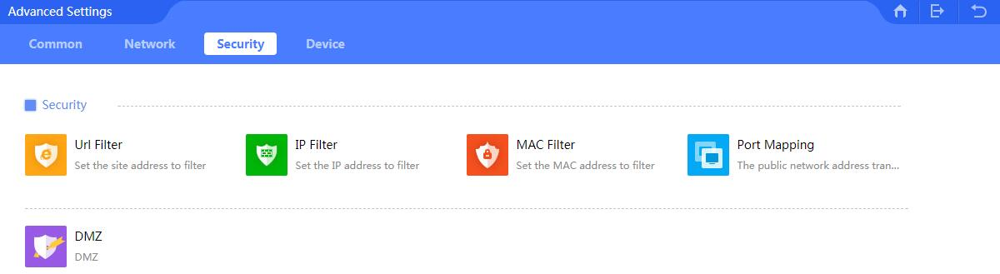 Advanced Settings
Common Network Security Device
Security
Url Filter
Set the site address to filter
IP Filter
Set the IP address to filter
MAC Filter
Set the MAC address to filter
Port Mapping
The public network address tran...
DMZ
DMZ